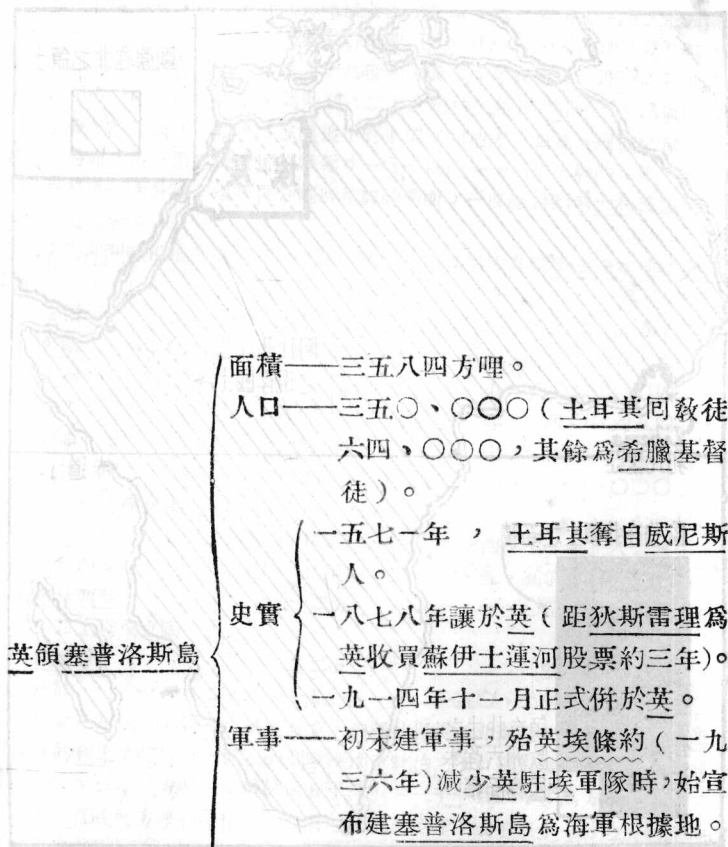 面積——三五八四方哩。
人口——三五〇、〇〇〇（土耳其回敎徒
六四、〇〇〇，其餘爲希臘基督
徒）。
史實
一五七一年，土耳其奪自威尼斯
人。
一八七八年讓於英（距狄斯雷理爲
英收買蘇伊士運河股票約三年）。
一九一四年十一月正式併於英。
英領塞普洛斯島
軍事——初未建軍事，殆英埃條約（一九
三六年）減少英駐埃軍隊時，始宣
布建塞普洛斯島爲海軍根據地。